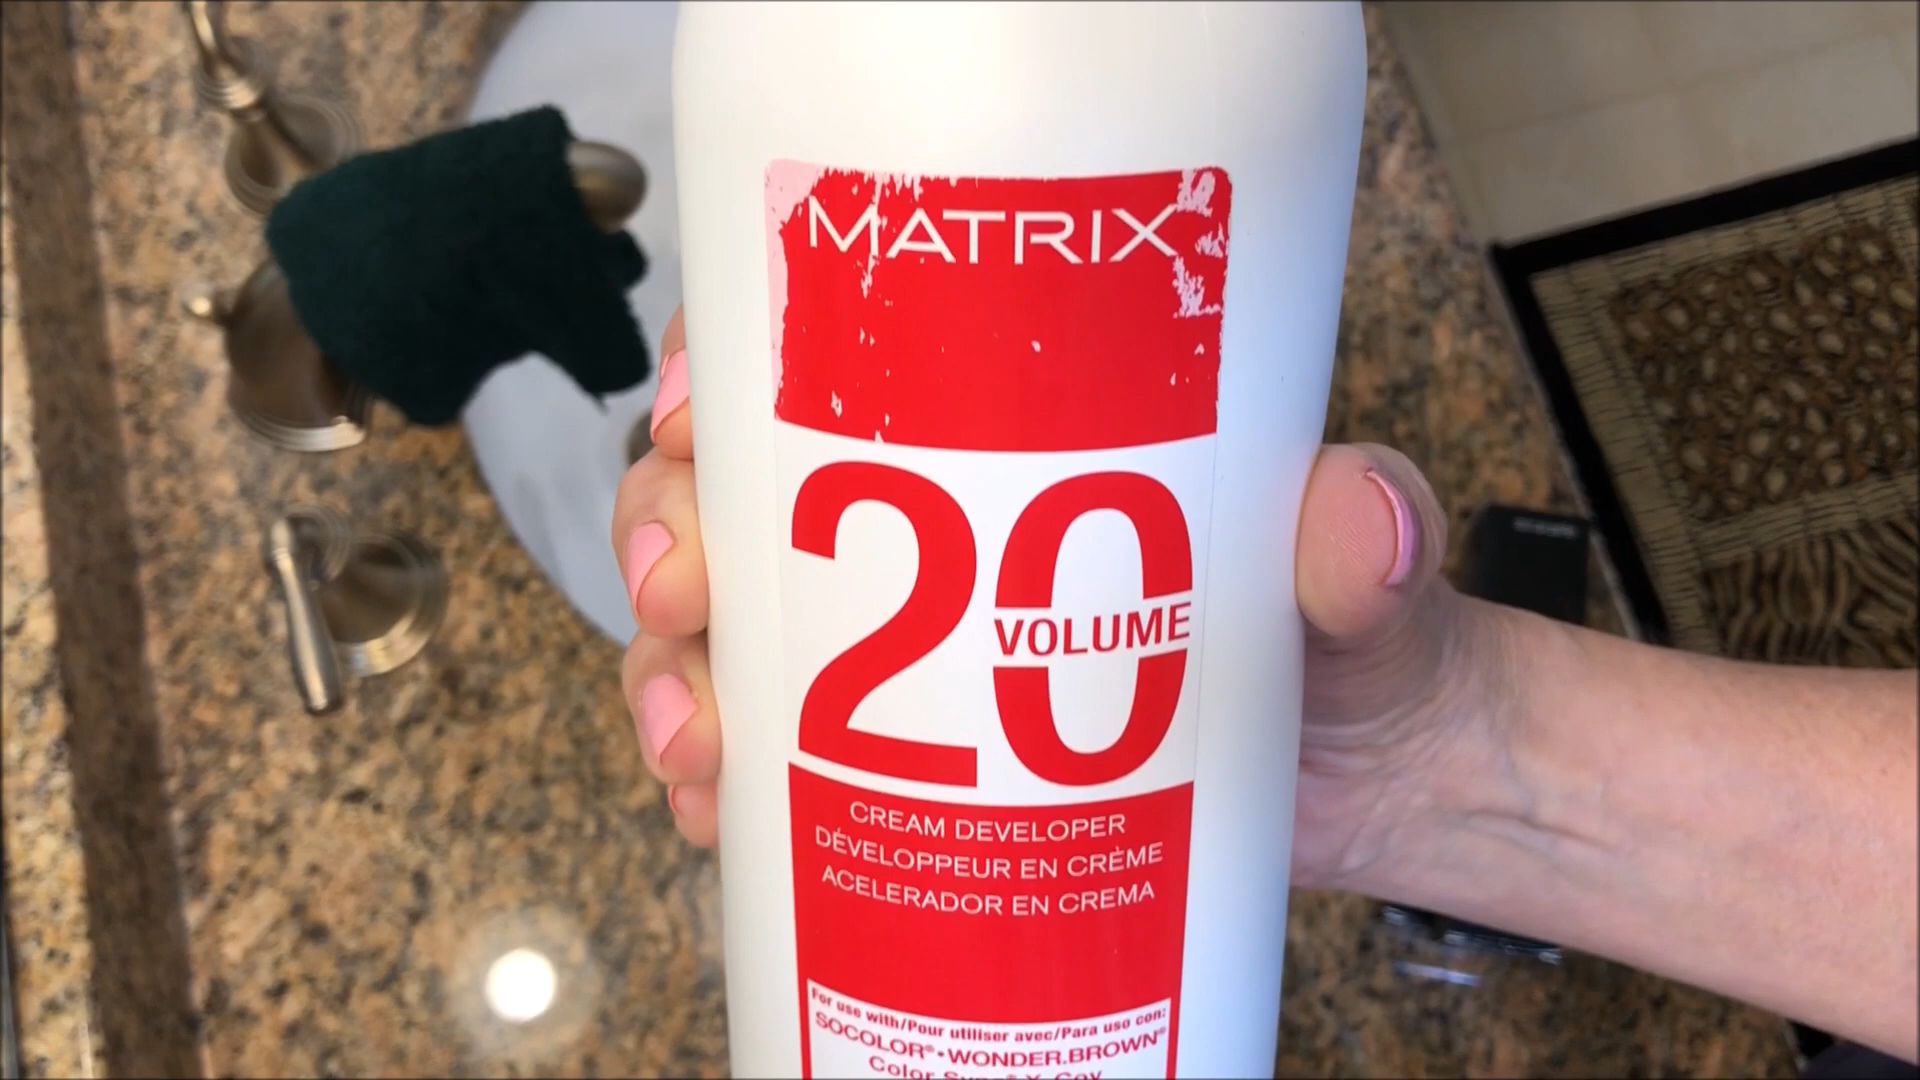 MATRIX
20
VOLUME
CREAM DEVELOPER
DÉVELOPPEUR EN CRÈME
ACELERADOR EN CREMA
For use with/Pour utiliser avec/Para uso con:
SOCOLOR®•WONDER.BROWN®
Color